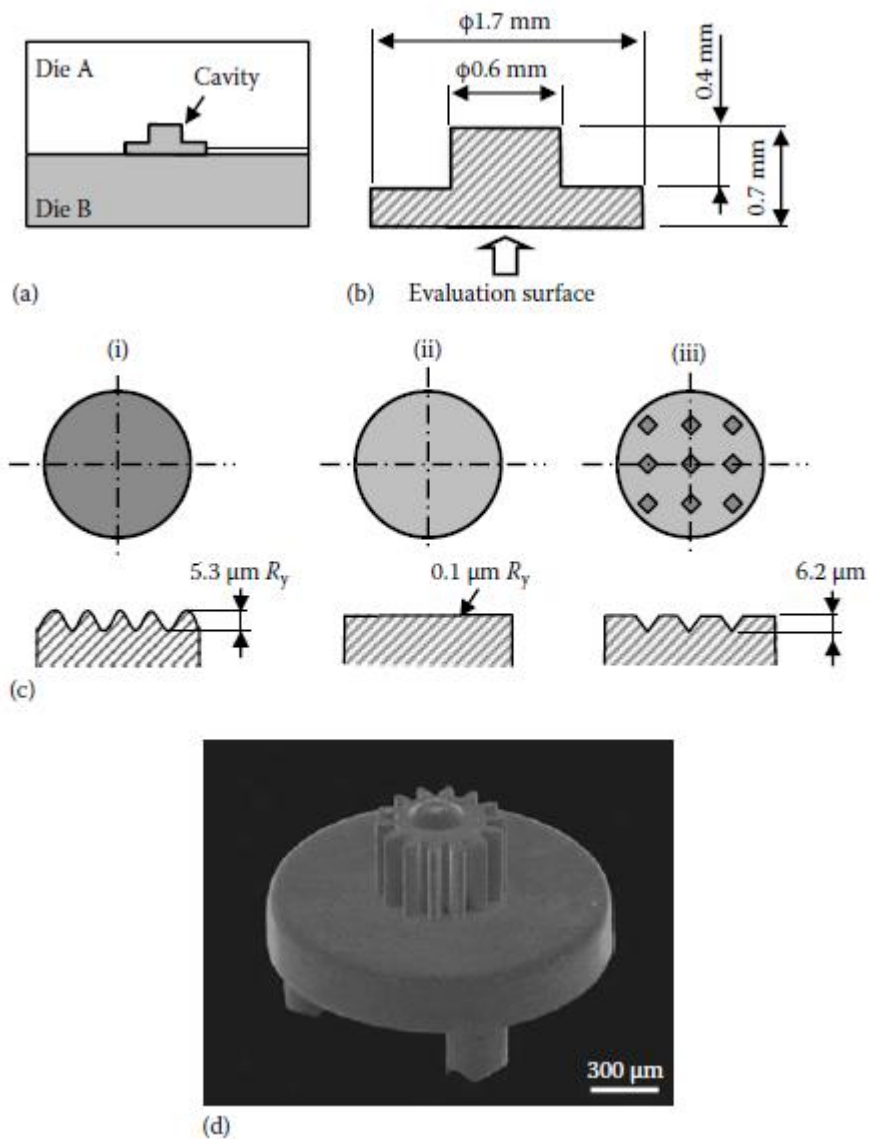 Die A
Cavity
Die B
(a)
ϕ1.7 mm
ϕ0.6 mm
0.4 mm
0.7 mm
(b)
Evaluation surface
(i)
(ii)
(iii)
5.3 μm Ry
0.1 μm Ry
6.2 μm
(c)
300 μm
(d)